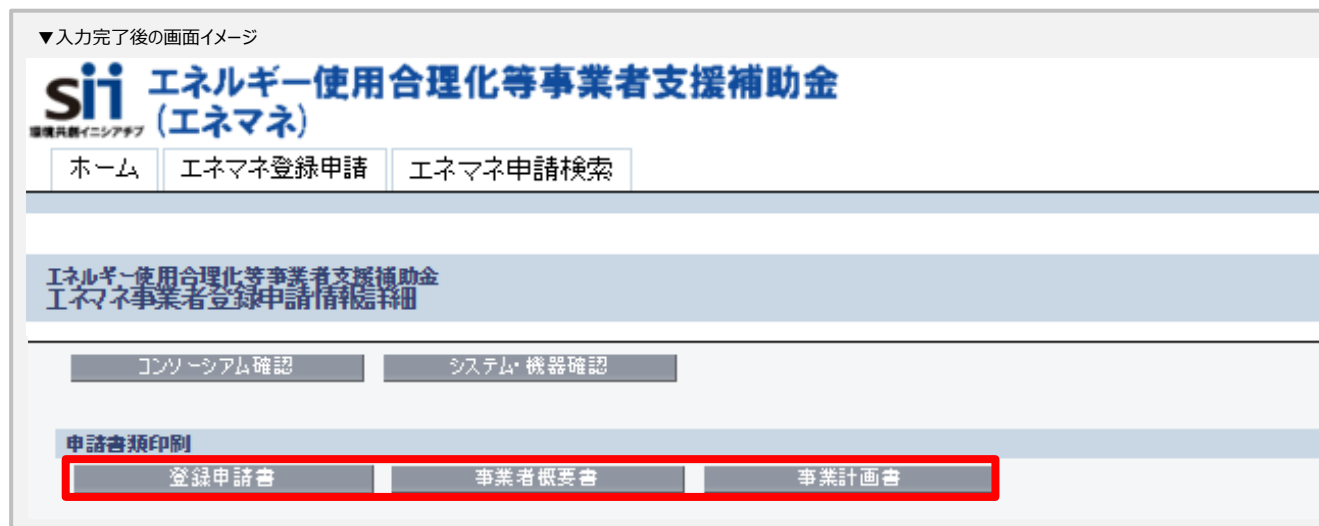 ▼入力完了後の画面イメージ
sii エネルギー使用合理化等事業者支援補助金
環境共創イニシアチブ (エネマネ)
ホーム エネマネ登録申請 エネマネ申請検索
エネルギー使用合理化等事業者支援補助金
エネマネ事業者登録申請情報詳細
コンソーシアム確認 システム・機器確認
申請書類印刷
登録申請書 事業者概要書 事業計画書